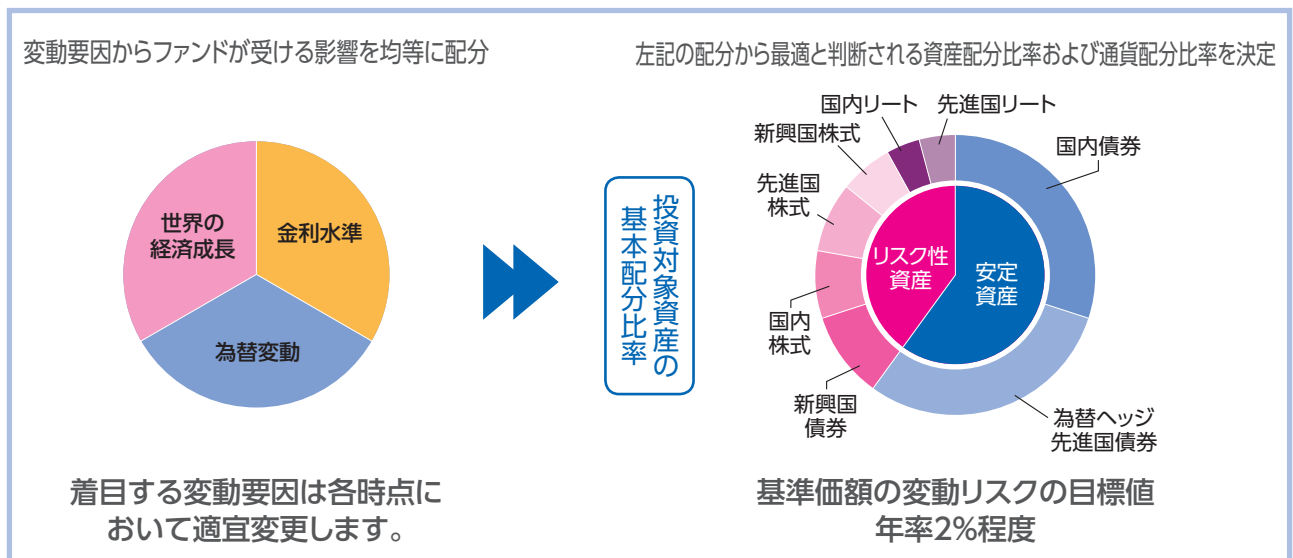 変動要因からファンドが受ける影響を均等に配分
世界の
経済成長
金利水準
為替変動
着目する変動要因は各時点に
おいて適宜変更します。
投資対象資産の
基本配分比率
左記の配分から最適と判断される資産配分比率および通貨配分比率を決定
国内リート
先進国リート
新興国株式
国内債券
先進国
株式
リスク性
資産
安定
資産
国内
株式
新興国
債券
為替ヘッジ
先進国債券
基準価額の変動リスクの目標値
年率2%程度